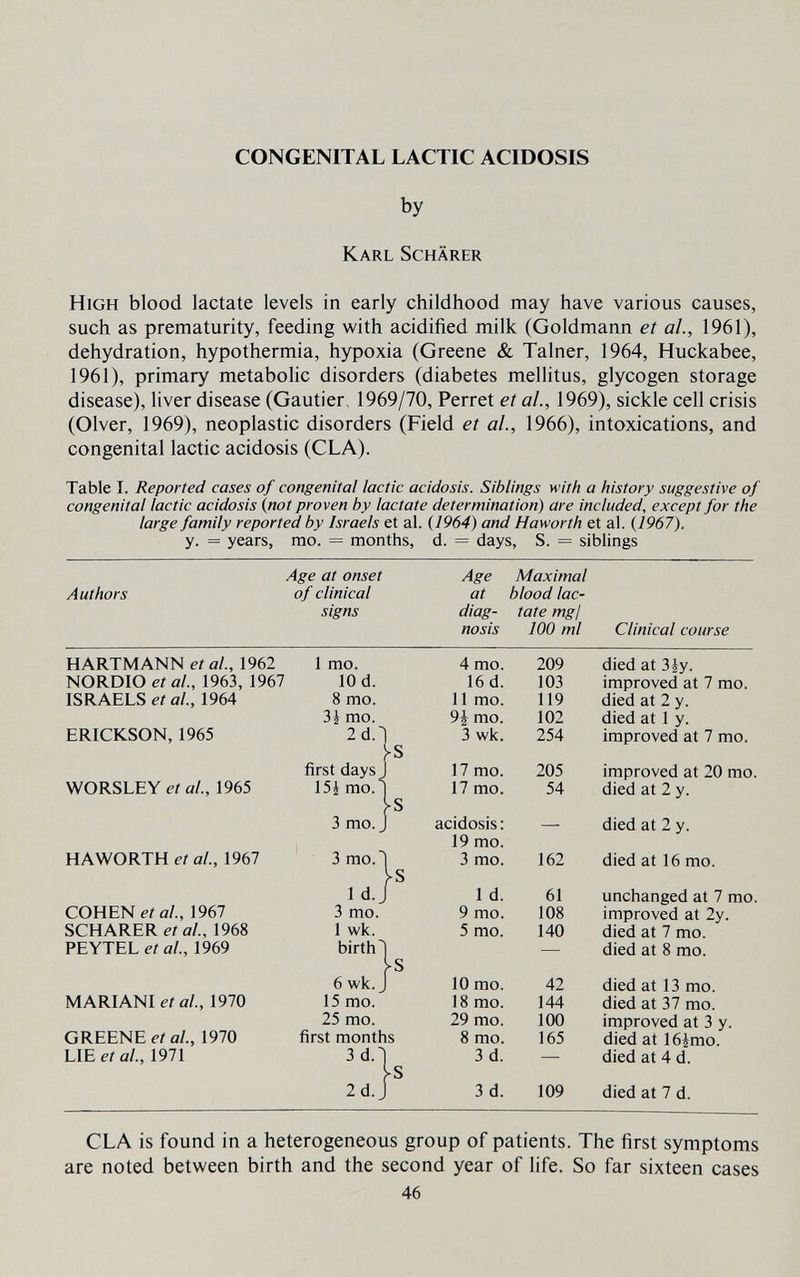 CONGENITAL LACTIC ACIDOSIS
by
KARL SCHÄRER
HIGH blood lactate levels in early childhood may have various causes,
such as prematurity, feeding with acidified milk (Goldmann et al., 1961),
dehydration, hypothermia, hypoxia (Greene & Talner, 1964, Huckabee,
1961), primary metabolic disorders (diabetes mellitus, glycogen storage
disease), liver disease (Gautier, 1969/70, Perret et al., 1969), sickle cell crisis
(Olver, 1969), neoplastic disorders (Field et al., 1966), intoxications, and
congenital lactic acidosis (CLA).
Table I. Reported cases of congenital lactic acidosis. Siblings with a history suggestive of
congenital lactic acidosis (not proven by lactate determination) are included, except for the
large family reported by Israels et al. (1964) and Haworth et al. (1967).
y. = years, mo. = months, d. = days, S. = siblings
Age at onset Age Maximal
Authors of clinical at blood lac-
signs diag- tate mg/
nosis 100 ml Clinical course
HARTMANN et al., 1962 1 mo. 4 mo. 209 died at 3½y.
NORDIO et al., 1963, 1967 10 d. 16 d. 103 improved at 7 mo.
ISRAELS et al., 1964 8 mo. 11 mo. 119 died at 2 y.
3½ mo. 9½ mo. 102 died at 1 y.
ERICKSON, 1965 2 d. 3 wk. 254 improved at 7 mo.
}S
first days 17 mo. 205 improved at 20 mo.
WORSLEY et al., 1965 15½ mo. 17 mo. 54 died at 2 y.
}S
3 mo. acidosis: — died at 2 y.
19 mo.
HAWORTH et al., 1967 3 mo. 3 mo. 162 died at 16 mo.
}S
1 d. 1 d. 61 unchanged at 7 mo.
COHEN et al., 1967 3 mo. 9 mo. 108 improved at 2y.
SCHARER et al., 1968 1 wk. 5 mo. 140 died at 7 mo.
PEYTEL et al., 1969 birth — died at 8 mo.
}S
6 wk. 10 mo. 42 died at 13 mo.
MARIANI et al., 1970 15 mo. 18 mo. 144 died at 37 mo.
25 mo. 29 mo. 100 improved at 3 y.
GREENE et al., 1970 first months 8 mo. 165 died at 16½mo.
LIE et al., 1971 3 d. 3 d. — died at 4 d.
}S
2 d. 3 d. 109 died at 7 d.
CLA is found in a heterogeneous group of patients. The first symptoms
are noted between birth and the second year of life. So far sixteen cases
46